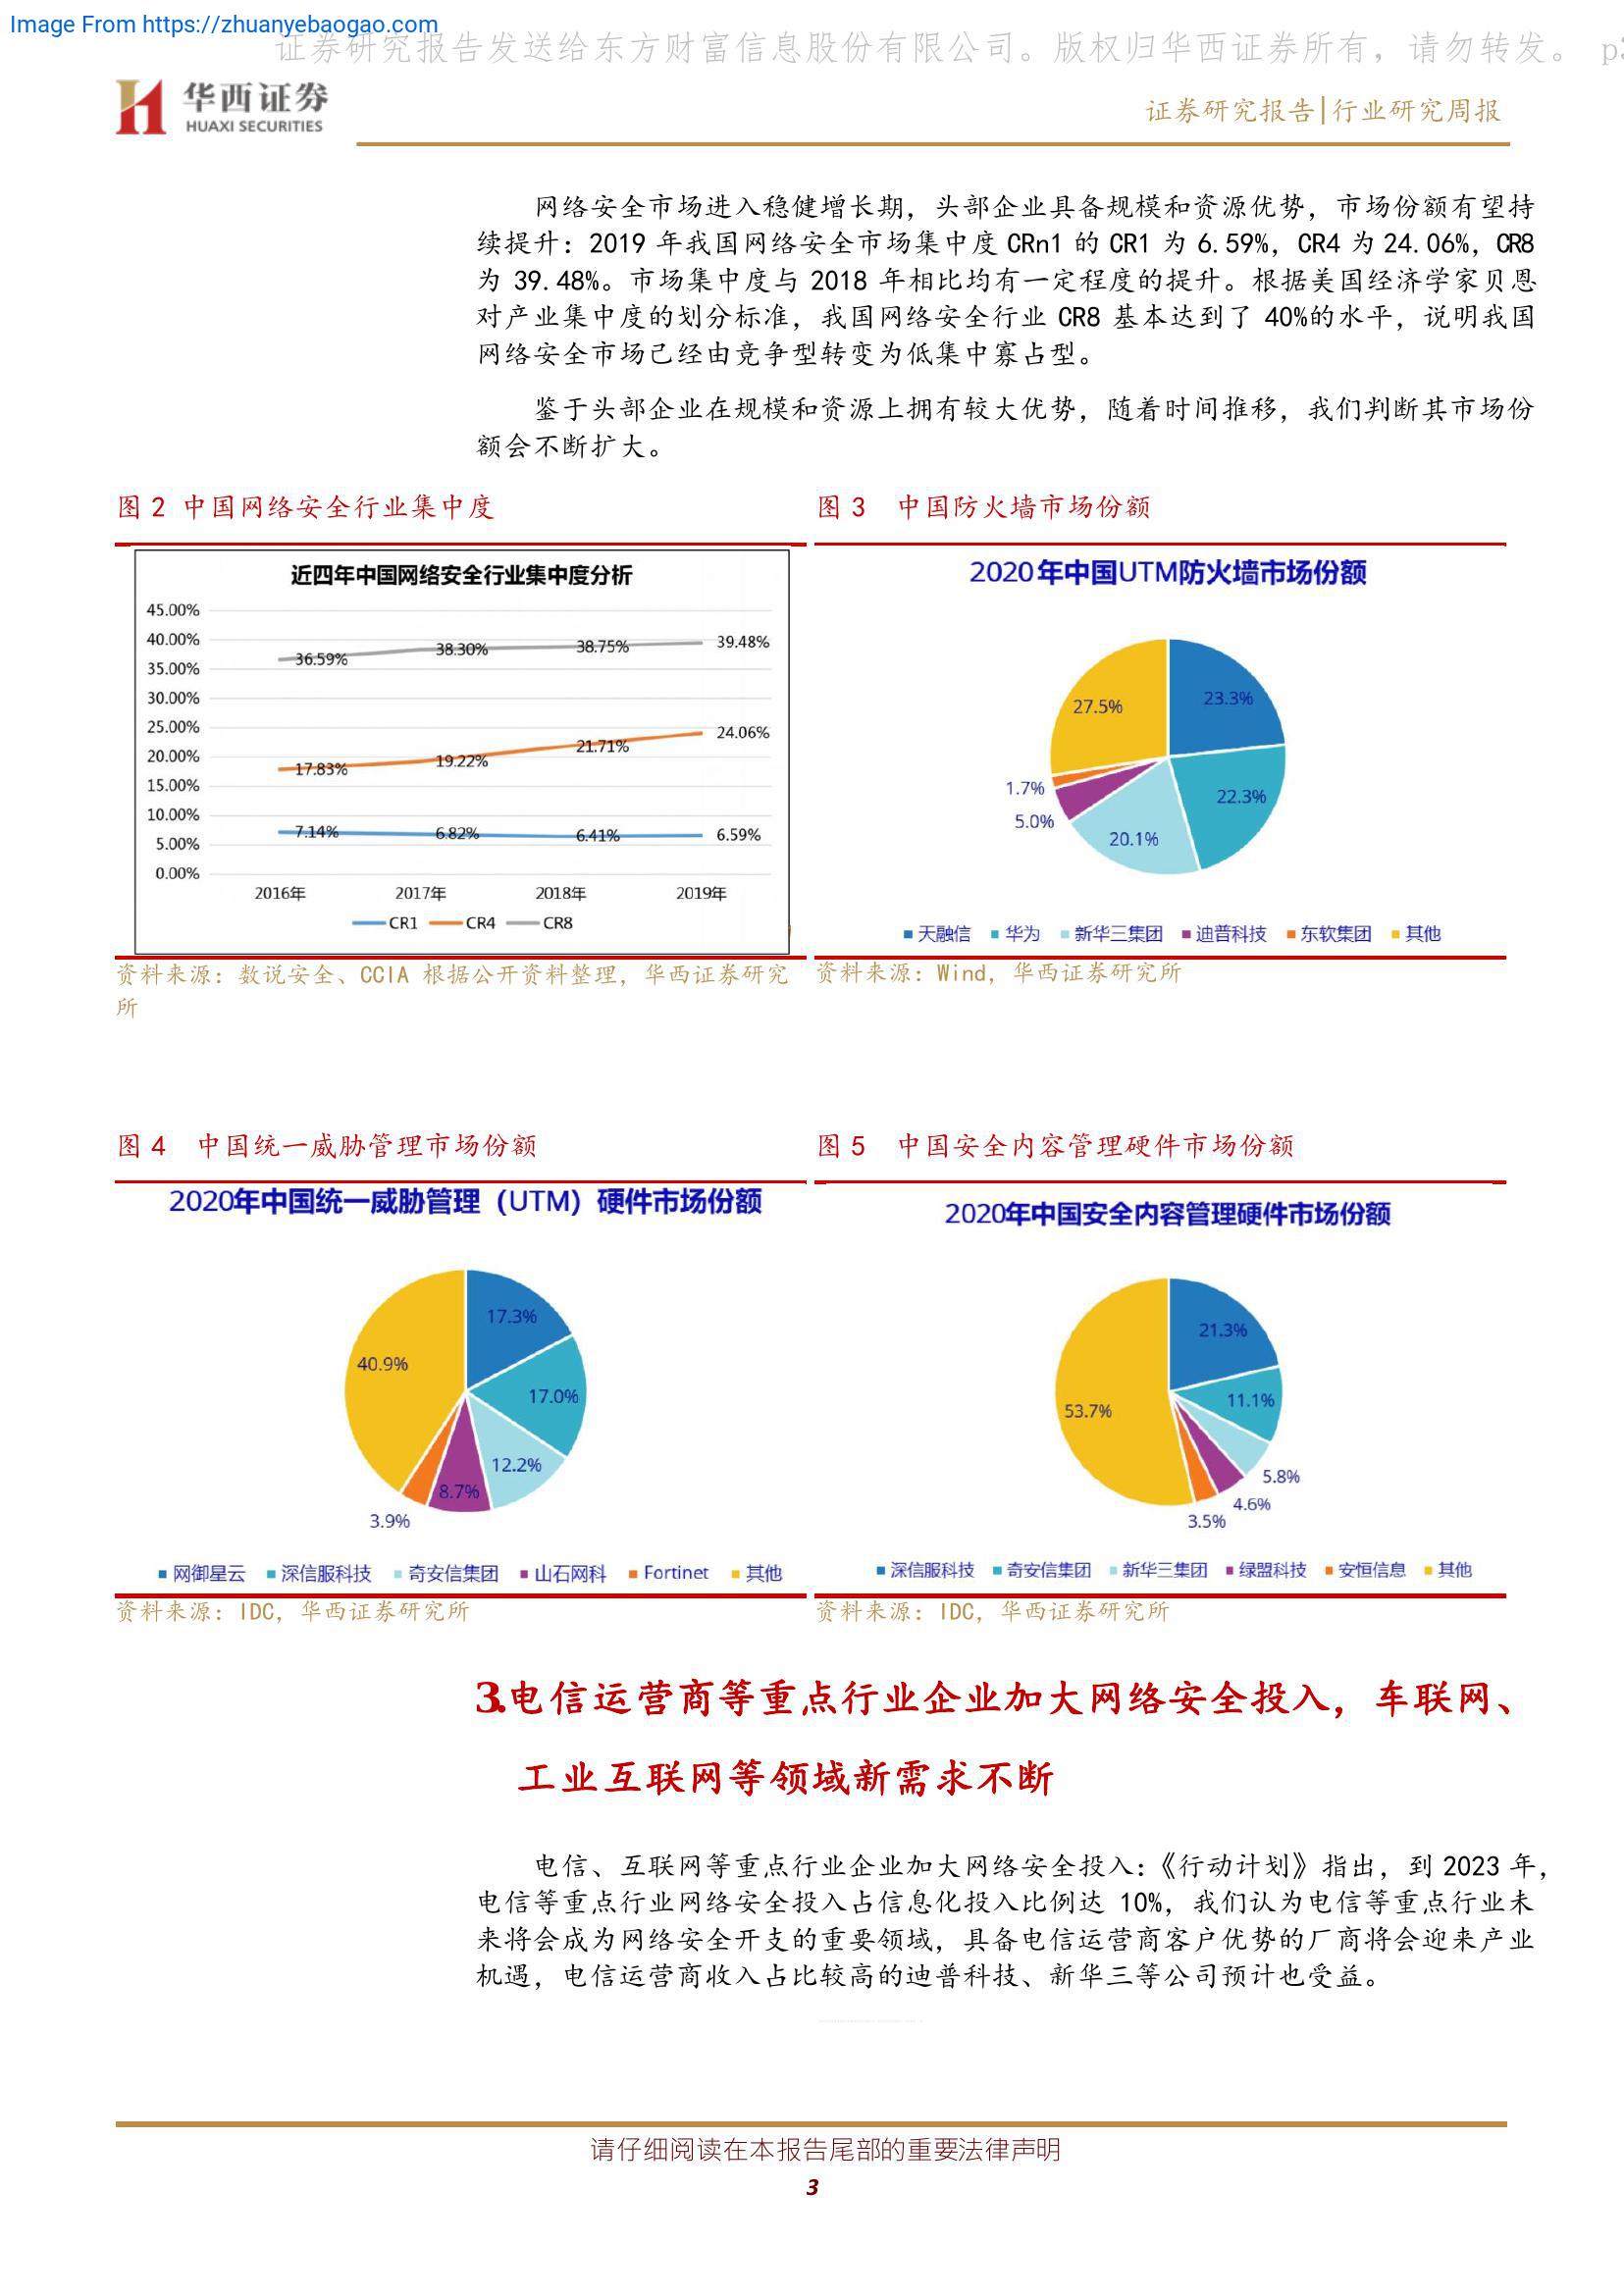 Image From https://zhuanyebaogao.com
证券研究报告发送给东方财富信息股份有限公司。版权归华西证券所有，请勿转发。 p3
华西证券
HUAXI SECURITIES
证券研究报告|行业研究周报
网络安全市场进入稳健增长期，头部企业具备规模和资源优势，市场份额有望持
续提升：2019 年我国网络安全市场集中度 CRn1 的 CR1 为 6.59%，CR4 为 24.06%，CR8
为 39.48%。市场集中度与 2018 年相比均有一定程度的提升。根据美国经济学家贝恩
对产业集中度的划分标准，我国网络安全行业 CR8 基本达到了 40%的水平，说明我国
网络安全市场已经由竞争型转变为低集中寡占型。
鉴于头部企业在规模和资源上拥有较大优势，随着时间推移，我们判断其市场份
额会不断扩大。
图 2 中国网络安全行业集中度
近四年中国网络安全行业集中度分析
45.00%
40.00%
35.00%
30.00%
25.00%
20.00%
15.00%
10.00%
5.00%
0.00%
36.59% 38.30% 38.75% 39.48%
17.83% 19.22% 21.71% 24.06%
7.14% 6.82% 6.41% 6.59%
2016年 2017年 2018年 2019年
CR1 CR4 CR8
资料来源：数说安全、CCIA 根据公开资料整理，华西证券研究
所
图 3 中国防火墙市场份额
2020年中国UTM防火墙市场份额
23.3%
22.3%
20.1%
5.0%
1.7%
27.5%
天融信 华为 新华三集团 迪普科技 东软集团 其他
资料来源：Wind，华西证券研究所
图 4 中国统一威胁管理市场份额
2020年中国统一威胁管理（UTM）硬件市场份额
17.3%
17.0%
12.2%
8.7%
3.9%
40.9%
网御星云 深信服科技 奇安信集团 山石网科 Fortinet 其他
资料来源：IDC，华西证券研究所
图 5 中国安全内容管理硬件市场份额
2020年中国安全内容管理硬件市场份额
21.3%
11.1%
5.8%
4.6%
3.5%
53.7%
深信服科技 奇安信集团 新华三集团 绿盟科技 安恒信息 其他
资料来源：IDC，华西证券研究所
3.电信运营商等重点行业企业加大网络安全投入，车联网、
工业互联网等领域新需求不断
电信、互联网等重点行业企业加大网络安全投入：《行动计划》指出，到 2023 年，
电信等重点行业网络安全投入占信息化投入比例达 10%，我们认为电信等重点行业未
来将会成为网络安全开支的重要领域，具备电信运营商客户优势的厂商将会迎来产业
机遇，电信运营商收入占比较高的迪普科技、新华三等公司预计也受益。
请仔细阅读在本报告尾部的重要法律声明
3